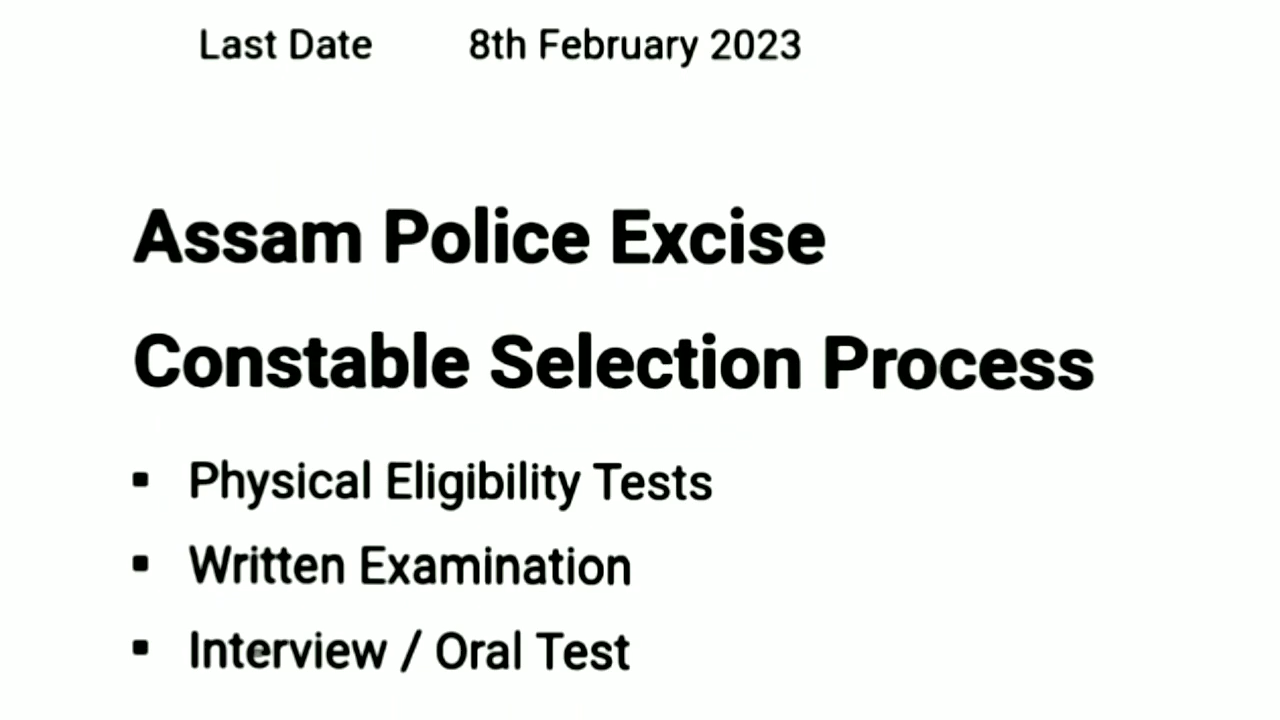 Last Date 8th February 2023
Assam Police Excise
Constable Selection Process
▪ Physical Eligibility Tests
▪ Written Examination
▪ Interview / Oral Test